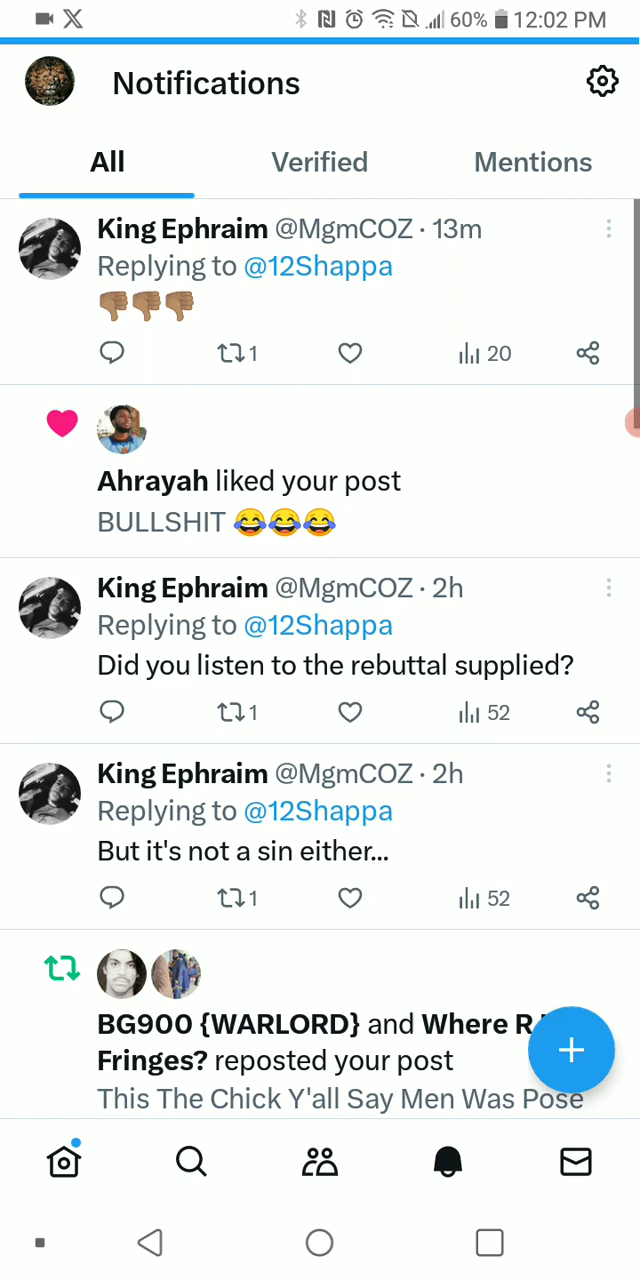 60% 12:02 PM
Notifications
All Verified Mentions
King Ephraim @MgmCOZ · 13m
Replying to @12Shappa
👎🏽👎🏽👎🏽
1 20
Ahrayah liked your post
BULLSHIT 😂😂😂
King Ephraim @MgmCOZ · 2h
Replying to @12Shappa
Did you listen to the rebuttal supplied?
1 52
King Ephraim @MgmCOZ · 2h
Replying to @12Shappa
But it's not a sin either...
1 52
BG900 {WARLORD} and Where R
Fringes? reposted your post
This The Chick Y'all Say Men Was Pose